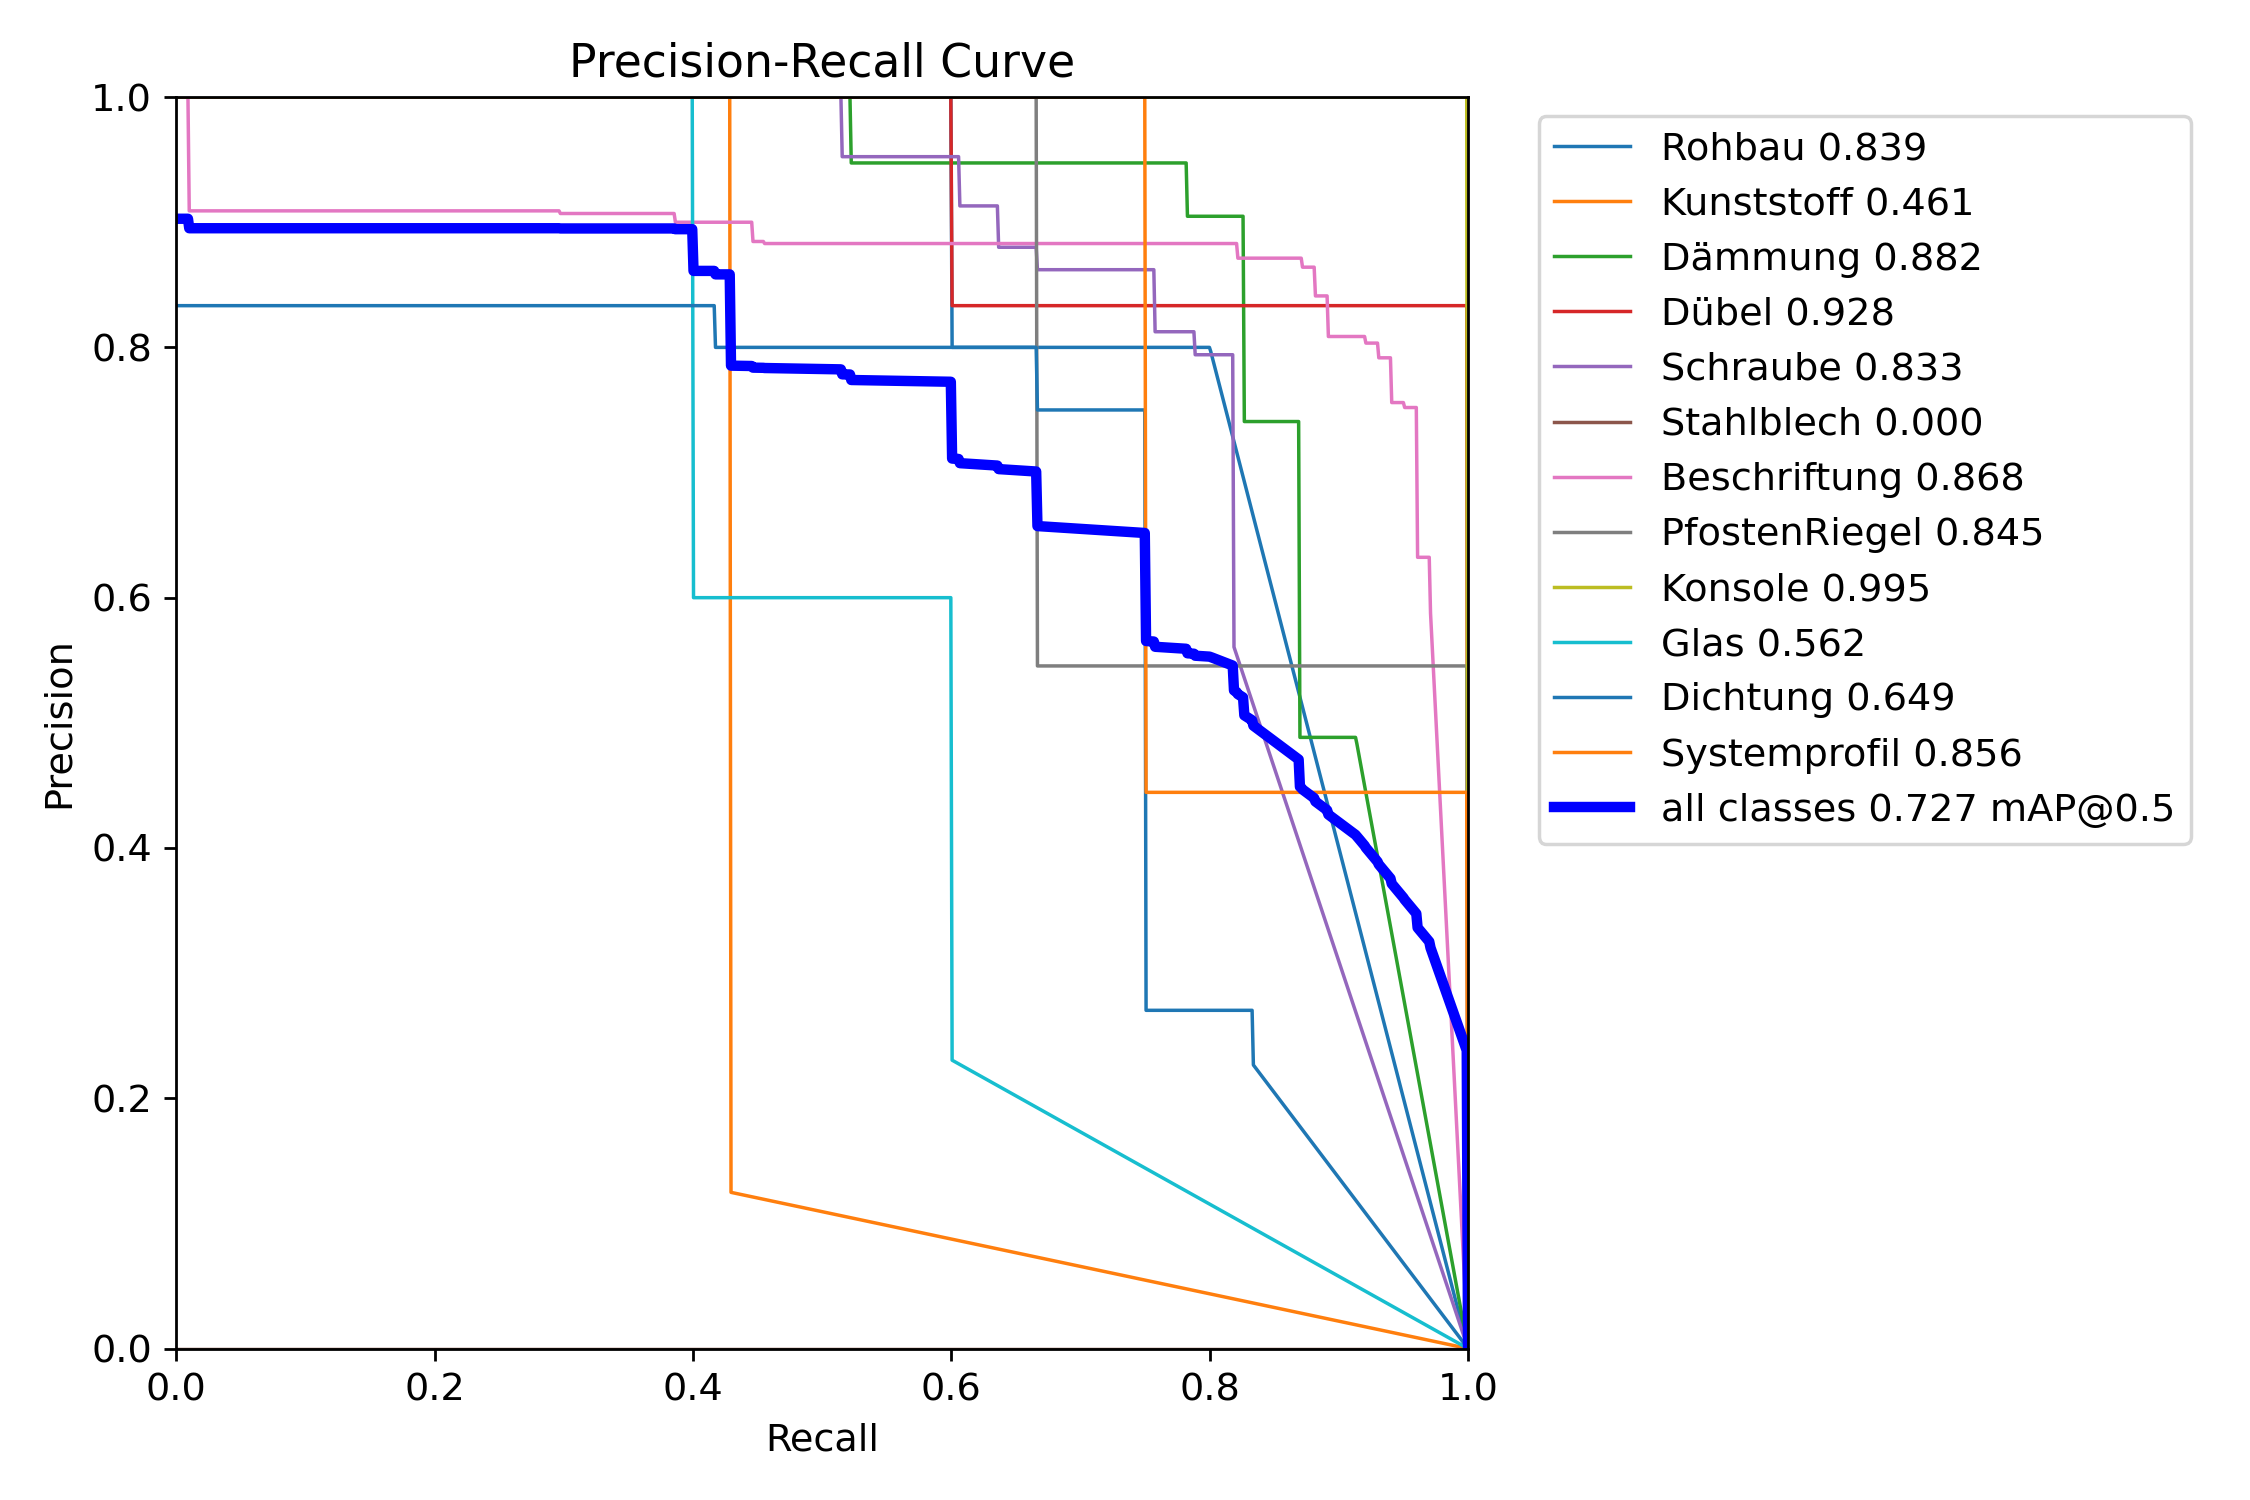 Precision-Recall Curve
1.0
0.8
0.6
0.4
0.2
0.0
Precision
0.0 0.2 0.4 0.6 0.8 1.0
Recall
Rohbau 0.839
Kunststoff 0.461
Dämmung 0.882
Dübel 0.928
Schraube 0.833
Stahlblech 0.000
Beschriftung 0.868
PfostenRiegel 0.845
Konsole 0.995
Glas 0.562
Dichtung 0.649
Systemprofil 0.856
all classes 0.727 mAP@0.5